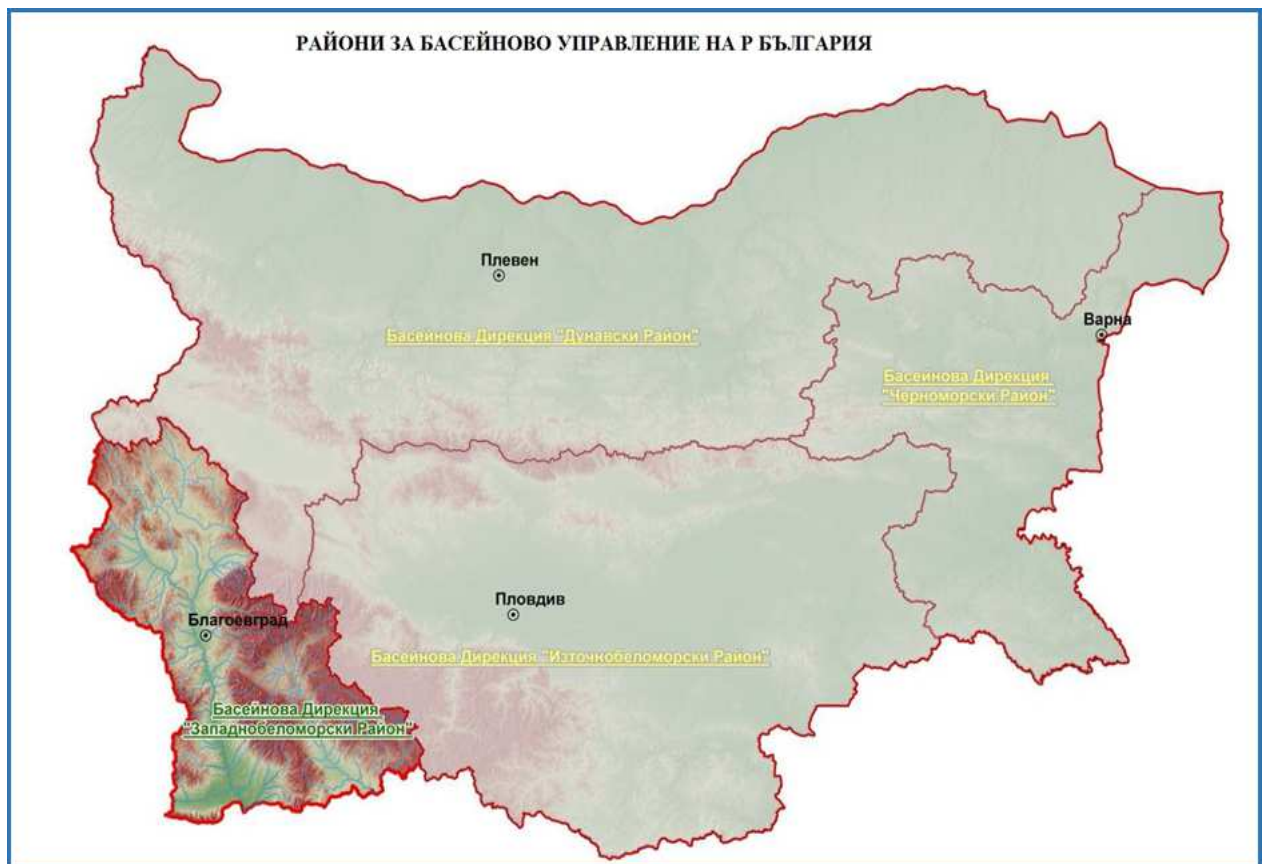 РАЙОНИ ЗА БАСЕЙНОВО УПРАВЛЕНИЕ НА Р БЪЛГАРИЯ
Плевен
Басейнова Дирекция "Дунавски Район"
Варна
Басейнова Дирекция
"Черноморски Район"
Пловдив
Благоевград
Басейнова Дирекция "Източнобеломорски Район"
Басейнова Дирекция
"Западнобеломорски Район"